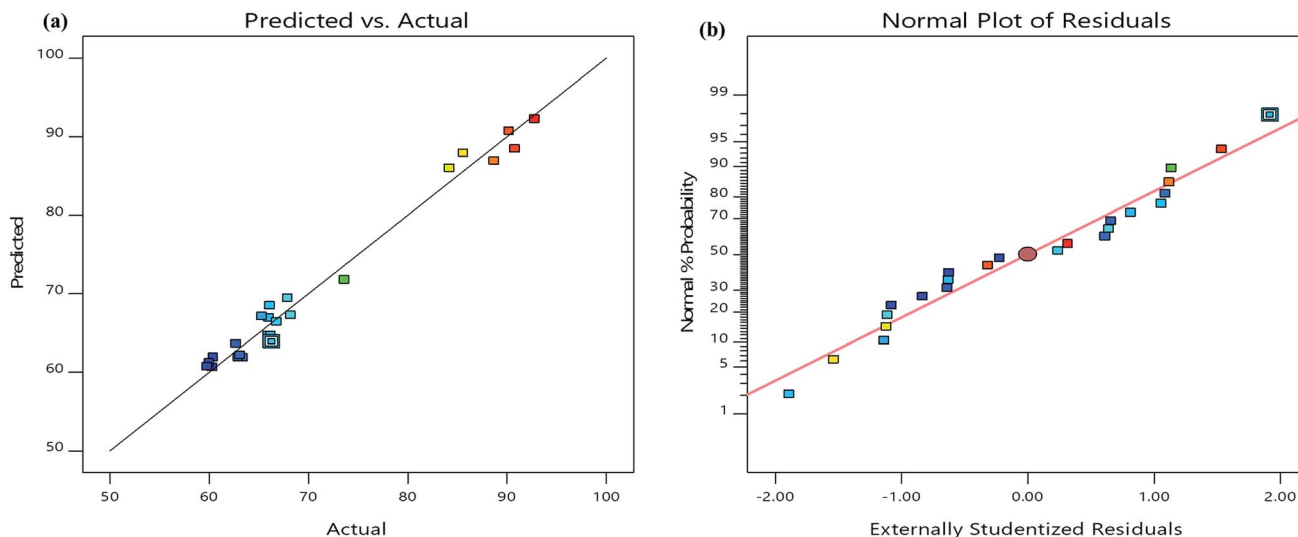 (a)
Predicted vs. Actual
Predicted
100
90
80
70
60
50
50 60 70 80 90 100
Actual
(b)
Normal Plot of Residuals
Normal % Probability
99
95
90
80
70
50
30
20
10
5
1
-2.00 -1.00 0.00 1.00 2.00
Externally Studentized Residuals